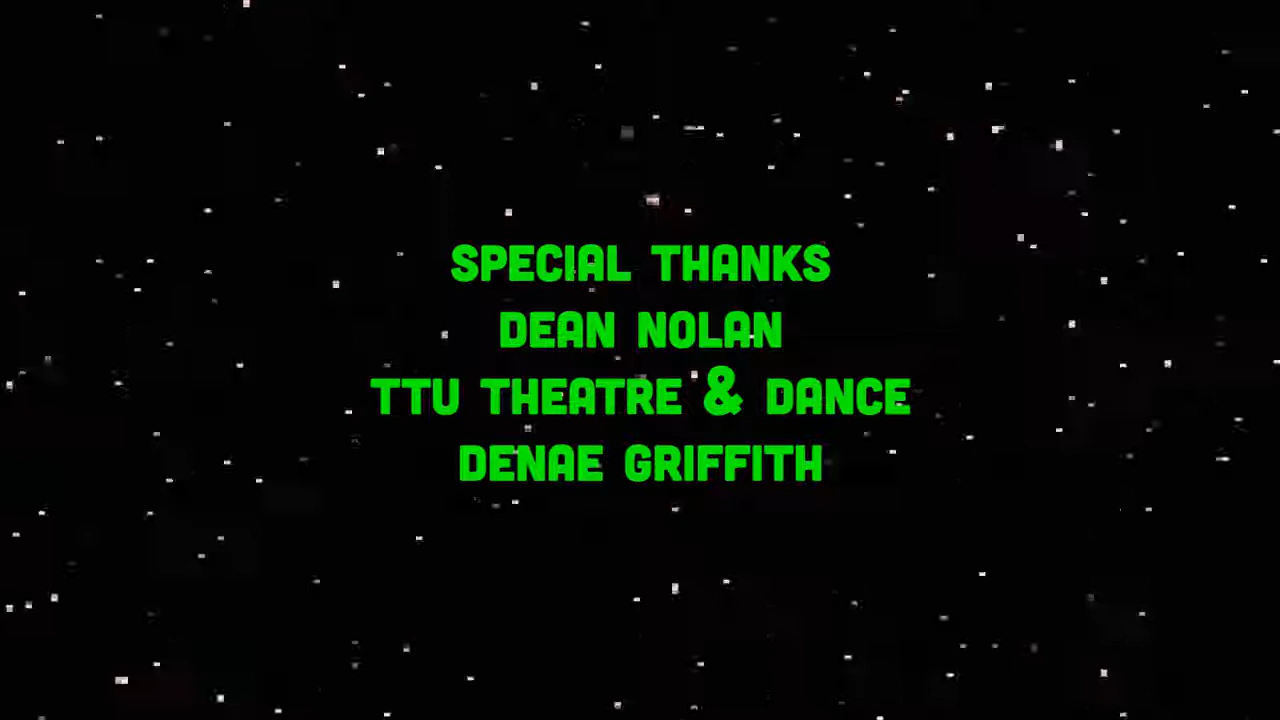 SPECIAL THANKS
DEAN NOLAN
TTU THEATRE & DANCE
DENAE GRIFFITH